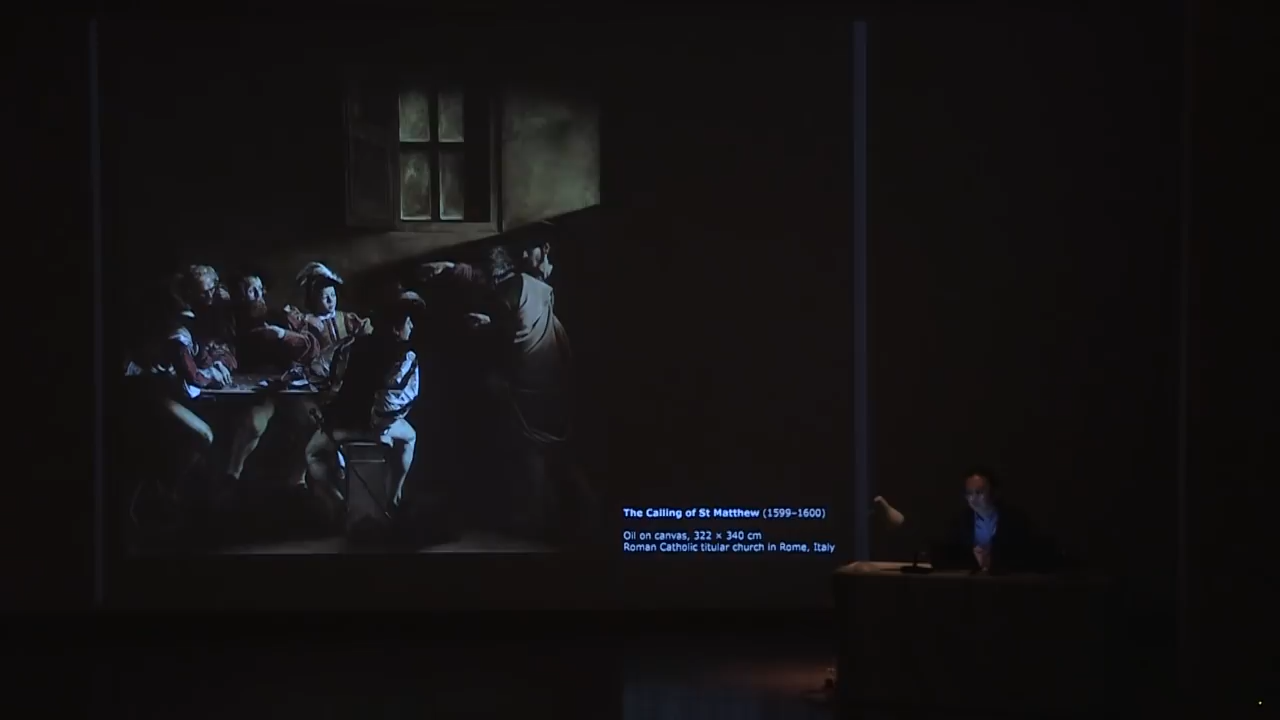 The Calling of St Matthew (1599–1600)
Oil on canvas, 322 × 340 cm
Roman Catholic titular church in Rome, Italy